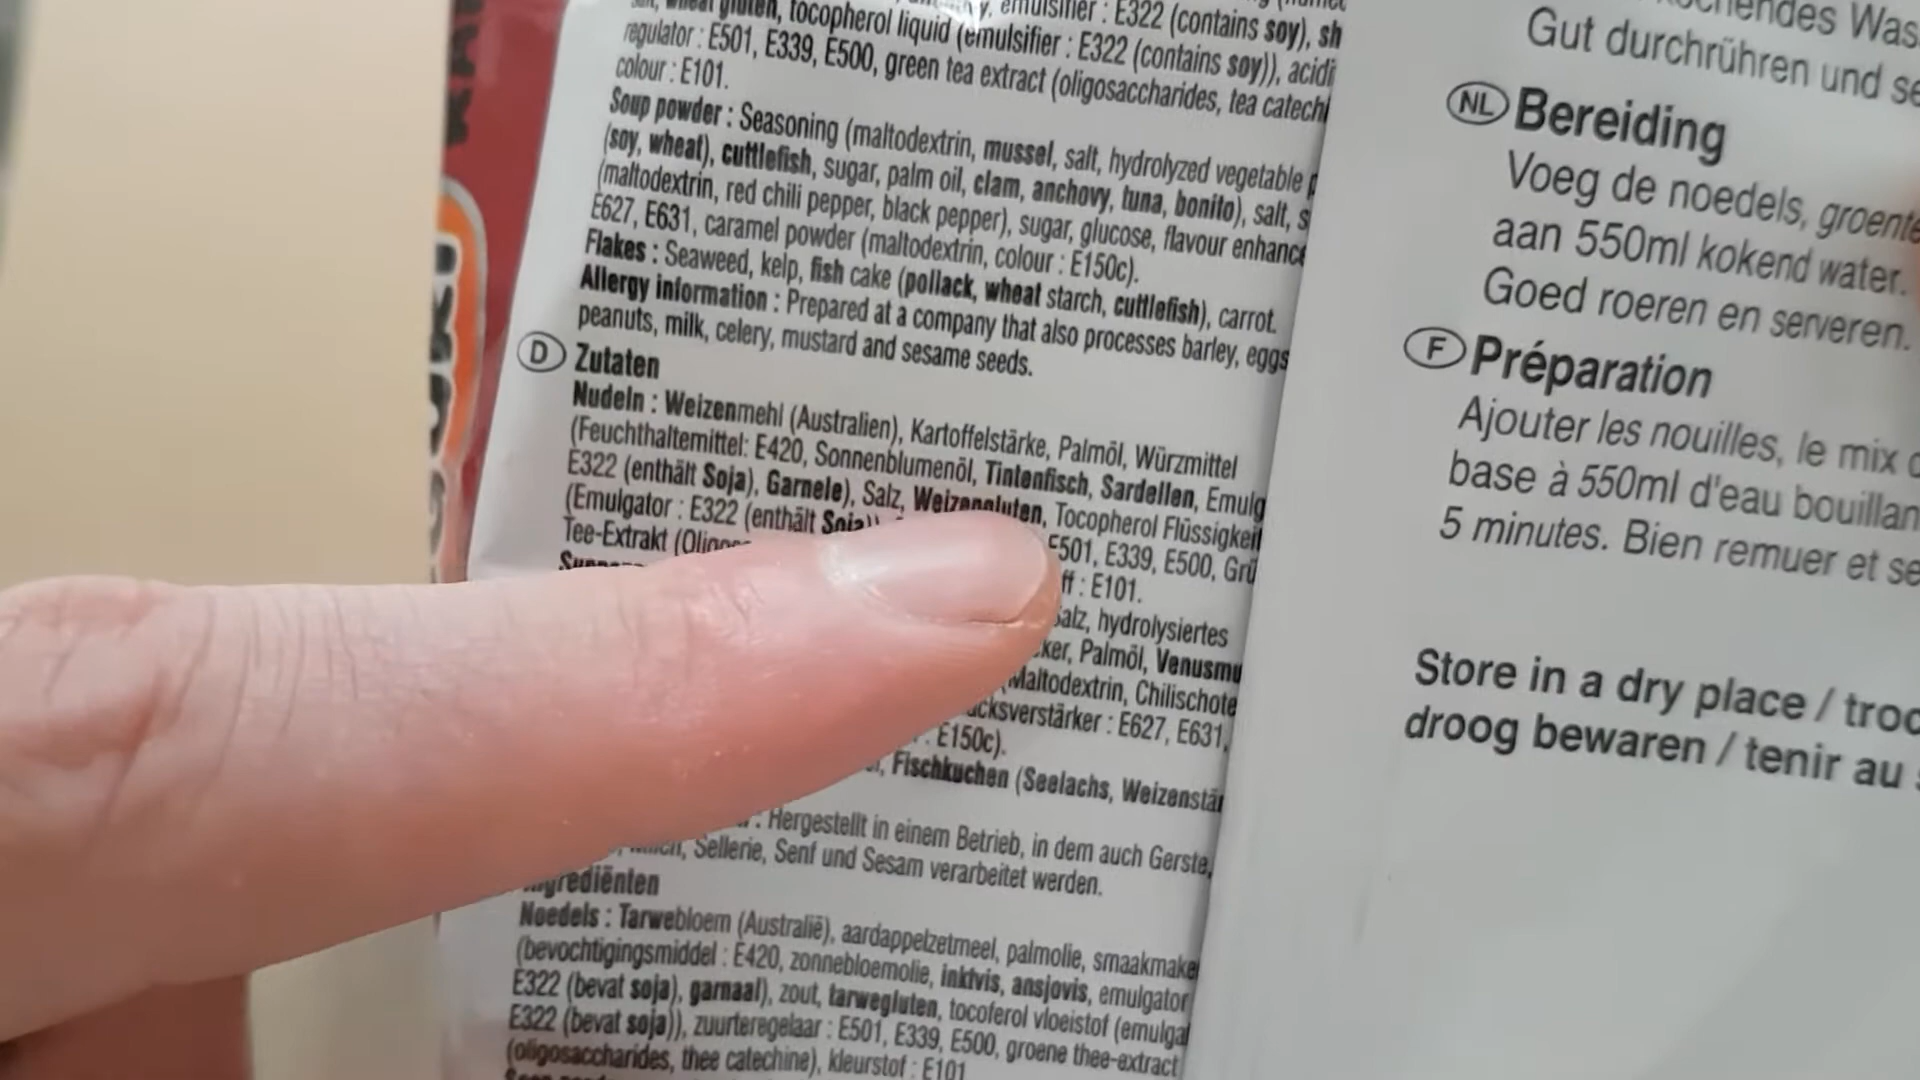 gluten, tocopherol liquid (emulsifier : E322 (contains soy), sh
regulator : E501, E339, E500, green tea extract (oligosaccharides, tea catechi
colour : E101.
Soup powder : Seasoning (maltodextrin, mussel, salt, hydrolyzed vegetable p
(soy, wheat), cuttlefish, sugar, palm oil, clam, anchovy, tuna, bonito), salt, s
(maltodextrin, red chili pepper, black pepper), sugar, glucose, flavour enhance
E627, E631, caramel powder (maltodextrin, colour : E150c).
Flakes : Seaweed, kelp, fish cake (pollack, wheat starch, cuttlefish), carrot.
Allergy information : Prepared at a company that also processes barley, eggs
peanuts, milk, celery, mustard and sesame seeds.
D Zutaten
Nudeln : Weizenmehl (Australien), Kartoffelstärke, Palmöl, Würzmittel
(Feuchthaltemittel: E420, Sonnenblumenöl, Tintenfisch, Sardellen, Emulg
E322 (enthält Soja), Garnele), Salz, Weizengluten, Tocopherol Flüssigkeit
(Emulgator : E322 (enthält Soja)) E501, E339, E500, Grü
Tee-Extrakt ff : E101.
alz, hydrolysiertes
ker, Palmöl, Venusmu
(Maltodextrin, Chilischote
cksverstärker : E627, E631,
: E150c).
Fischkuchen (Seelachs, Weizenstär
: Hergestellt in einem Betrieb, in dem auch Gerste,
Sellerie, Senf und Sesam verarbeitet werden.
grediënten
Noedels : Tarwebloem (Australië), aardappelzetmeel, palmolie, smaakmake
(bevochtigingsmiddel : E420, zonnebloemolie, inktvis, ansjovis, emulgator
E322 (bevat soja), garnaal), zout, tarwegluten, tocoferol vloeistof (emulga
E322 (bevat soja)), zuurteregelaar : E501, E339, E500, groene thee-extract
(oligosaccharides, thee catechine), kleurstof : E101
chendes Was
Gut durchrühren und se
NL Bereiding
Voeg de noedels, groente
aan 550ml kokend water.
Goed roeren en serveren.
F Préparation
Ajouter les nouilles, le mix d
base à 550ml d'eau bouillan
5 minutes. Bien remuer et se
Store in a dry place / troc
droog bewaren / tenir au s